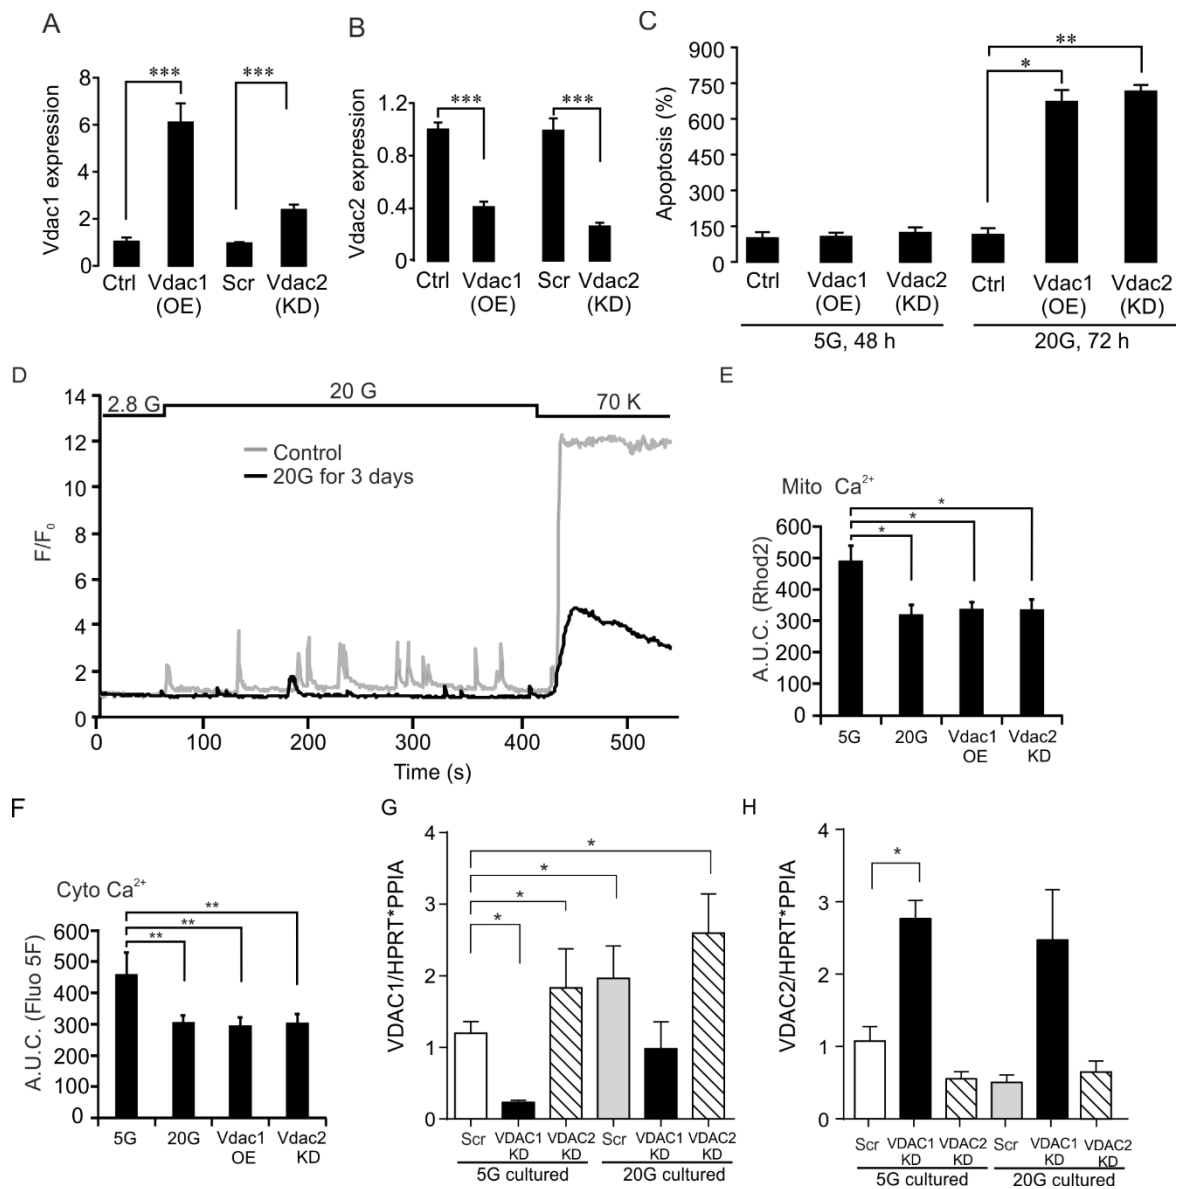 A
Vdac1 expression
8
6
4
2
0
***
***
Ctrl
Vdac1
(OE)
Scr
Vdac2
(KD)
B
Vdac2 expression
1.2
0.8
0.4
0
***
***
Ctrl
Vdac1
(OE)
Scr
Vdac2
(KD)
C
Apoptosis (%)
900
750
600
450
300
150
0
*
**
Ctrl
Vdac1
(OE)
Vdac2
(KD)
Ctrl
Vdac1
(OE)
Vdac2
(KD)
5G, 48 h
20G, 72 h
D
F/F0
14
12
10
8
6
4
2
0
2.8 G
20 G
70 K
Control
20G for 3 days
0
100
200
300
400
500
Time (s)
E
Mito Ca2+
A.U.C. (Rhod2)
600
500
400
300
200
100
0
*
*
*
5G
20G
Vdac1
OE
Vdac2
KD
F
Cyto Ca2+
A.U.C. (Fluo 5F)
600
500
400
300
200
100
0
**
**
**
5G
20G
Vdac1
OE
Vdac2
KD
G
VDAC1/HPRT*PPIA
4
3
2
1
0
*
*
*
*
Scr
VDAC1
KD
VDAC2
KD
Scr
VDAC1
KD
VDAC2
KD
5G cultured
20G cultured
H
VDAC2/HPRT*PPIA
4
3
2
1
0
*
Scr
VDAC1
KD
VDAC2
KD
Scr
VDAC1
KD
VDAC2
KD
5G cultured
20G cultured